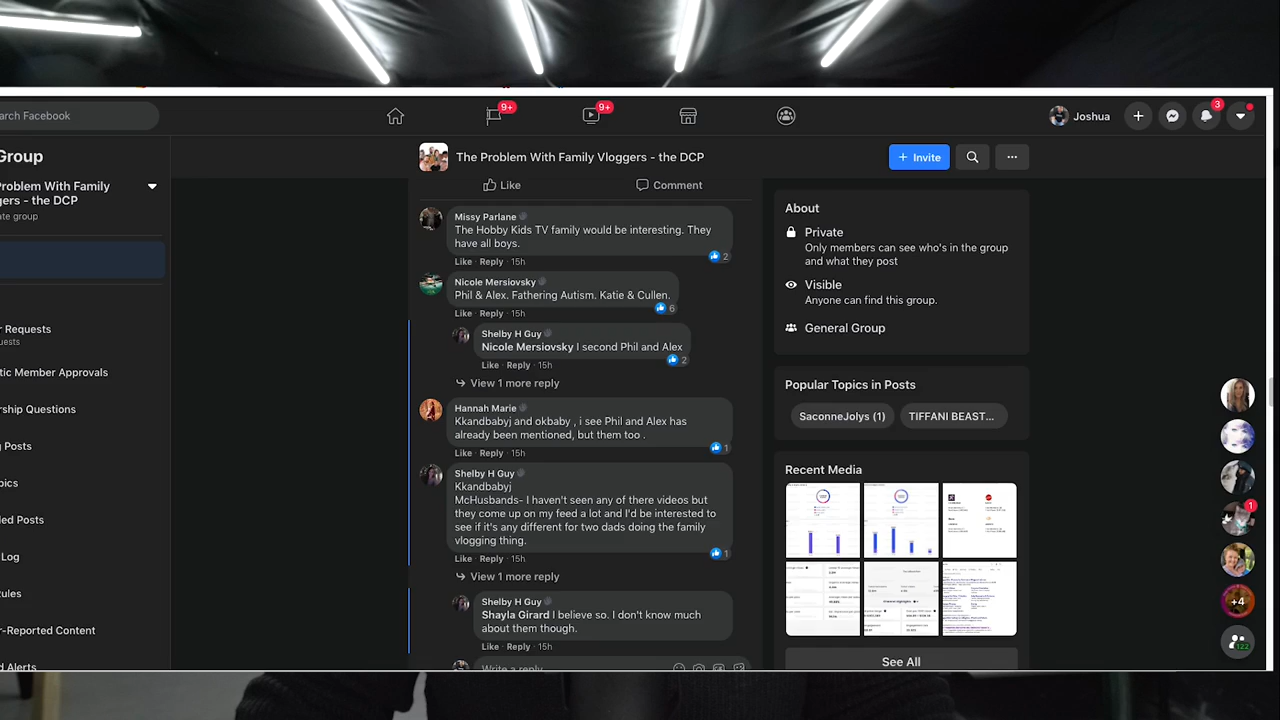 arch Facebook
9+
9+
Joshua
3
Group
Problem With Family
gers - the DCP
ate group
r Requests
uests
tic Member Approvals
rship Questions
g Posts
pics
led Posts
Log
Rules
r-Reported Content
d Alerts
The Problem With Family Vloggers - the DCP
+ Invite
Like
Comment
Missy Parlane
The Hobby Kids TV family would be interesting. They
have all boys.
2
Like · Reply · 15h
Nicole Mersiovsky
Phil & Alex. Fathering Autism. Katie & Cullen.
6
Like · Reply · 15h
Shelby H Guy
Nicole Mersiovsky I second Phil and Alex
2
Like · Reply · 15h
View 1 more reply
Hannah Marie
Kkandbabyj and okbaby , i see Phil and Alex has
already been mentioned, but them too .
1
Like · Reply · 15h
Shelby H Guy
Kkandbabyj
McHusbands- I haven't seen any of there videos but
they come up on my feed a lot and I'd be interested to
see if it's any different for two dads doing the family
vlogging thing.
1
Like · Reply · 15h
View 1 more reply
Shelby H Guy
Shayla Girardi I believe so. I don't know a lot
about them though.
Like · Reply · 15h
Write a reply
About
Private
Only members can see who's in the group
and what they post
Visible
Anyone can find this group.
General Group
Popular Topics in Posts
SaconneJolys (1)
TIFFANI BEAST...
Recent Media
See All
1
122